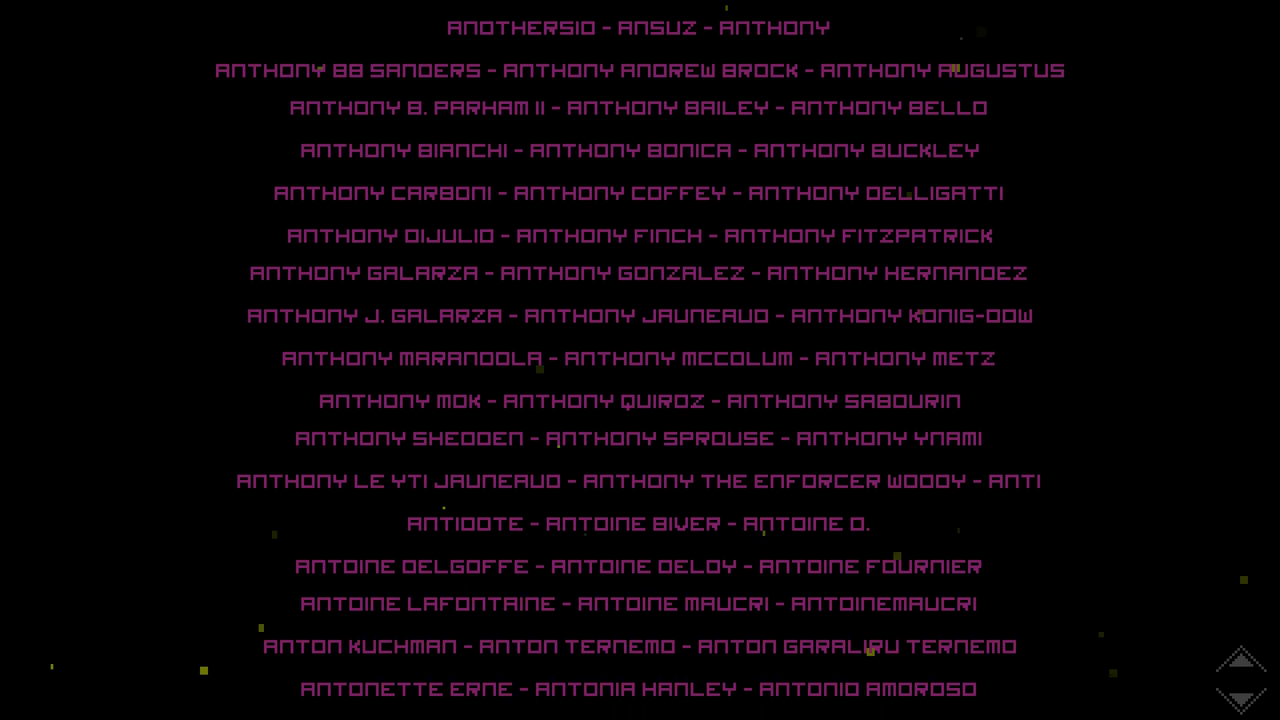 ANOTHERSID - ANSUZ - ANTHONY
ANTHONY BB SANDERS - ANTHONY ANDREW BROCK - ANTHONY AUGUSTUS
ANTHONY B. PARHAM II - ANTHONY BAILEY - ANTHONY BELLO
ANTHONY BIANCHI - ANTHONY BONICA - ANTHONY BUCKLEY
ANTHONY CARBONI - ANTHONY COFFEY - ANTHONY DELLIGATTI
ANTHONY DIJULIO - ANTHONY FINCH - ANTHONY FITZPATRICK
ANTHONY GALARZA - ANTHONY GONZALEZ - ANTHONY HERNANDEZ
ANTHONY J. GALARZA - ANTHONY JAUNEAUD - ANTHONY KONIG-DOW
ANTHONY MARANDOLA - ANTHONY MCCOLUM - ANTHONY METZ
ANTHONY MOK - ANTHONY QUIROZ - ANTHONY SABOURIN
ANTHONY SHEDDEN - ANTHONY SPROUSE - ANTHONY YNAMI
ANTHONY LE YTI JAUNEAUD - ANTHONY THE ENFORCER WOODY - ANTI
ANTIDOTE - ANTOINE BIVER - ANTOINE D.
ANTOINE DELGOFFE - ANTOINE DELOY - ANTOINE FOURNIER
ANTOINE LAFONTAINE - ANTOINE MAUCRI - ANTOINEMAUCRI
ANTON KUCHMAN - ANTON TERNEMO - ANTON GARALIRU TERNEMO
ANTONETTE ERNE - ANTONIA HANLEY - ANTONIO AMOROSO